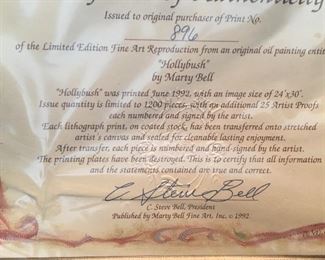 of Authenticity
Issued to original purchaser of Print No.
896
of the Limited Edition Fine Art Reproduction from an original oil painting entit
"Hollybush"
by Marty Bell
"Hollybush" was printed June 1992, with an image size of 24"x30".
Issue quantity is limited to 1200 pieces, with an additional 25 Artist Proofs
each numbered and signed by the artist.
Each lithograph print, on coated stock, has been transferred onto stretched
artist's canvas and sealed for cleanable lasting enjoyment.
After transfer, each piece is numbered and hand-signed by the artist.
The printing plates have been destroyed. This is to certify that all information
and the statements contained are true and correct.
C. Steve Bell
C. Steve Bell, President
Published by Marty Bell Fine Art, Inc. © 1992.